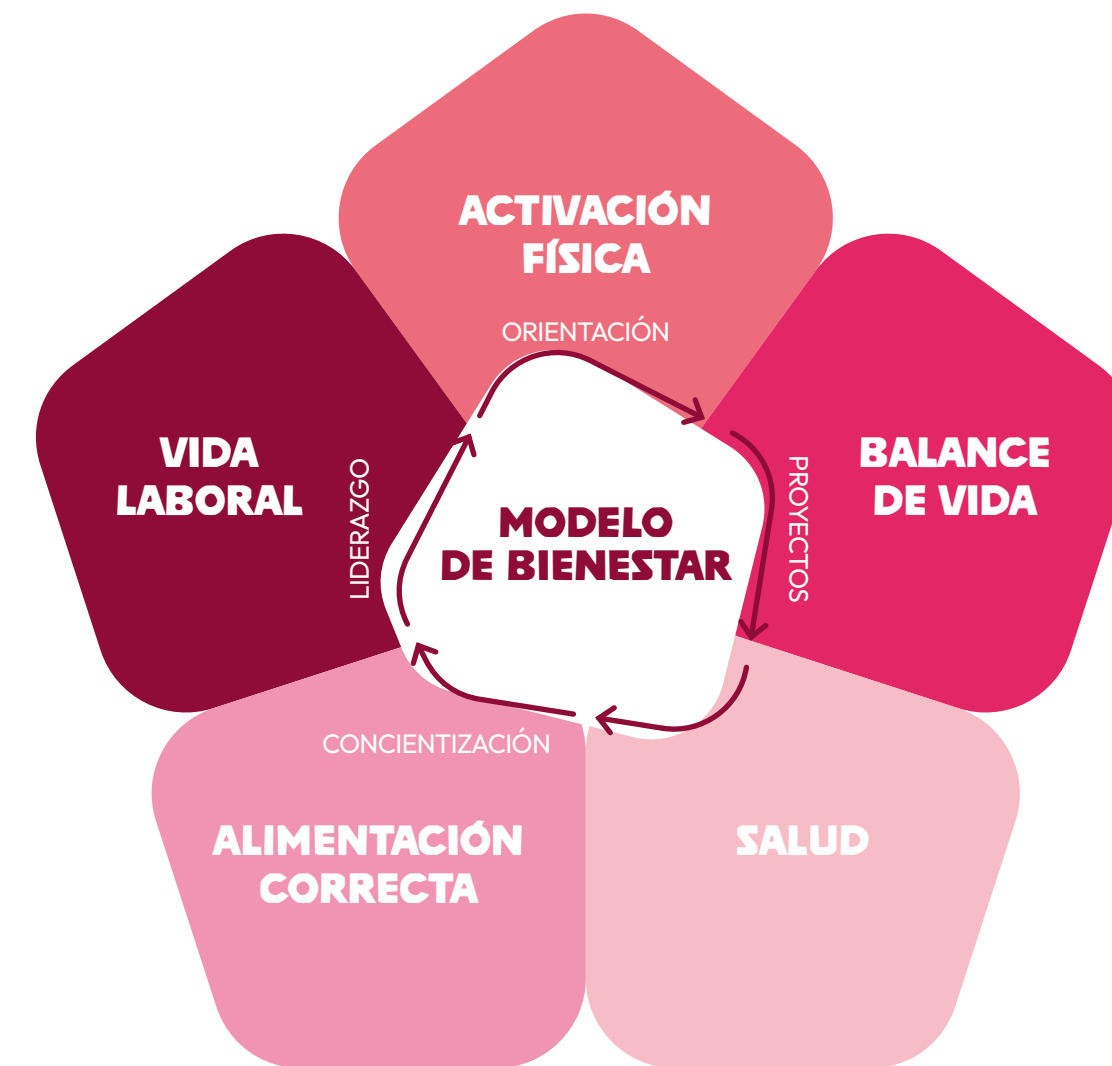 ACTIVACIÓN
FÍSICA
ORIENTACIÓN
VIDA
LABORAL
LIDERAZGO
MODELO
DE BIENESTAR
PROYECTOS
BALANCE
DE VIDA
CONCIENTIZACIÓN
ALIMENTACIÓN
CORRECTA
SALUD